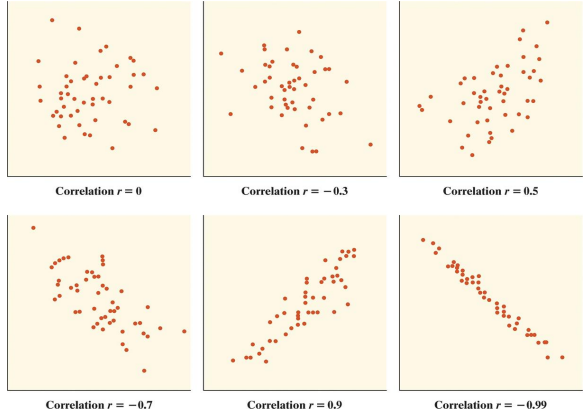 Correlation r = 0
Correlation r = −0.3
Correlation r = 0.5
Correlation r = −0.7
Correlation r = 0.9
Correlation r = −0.99